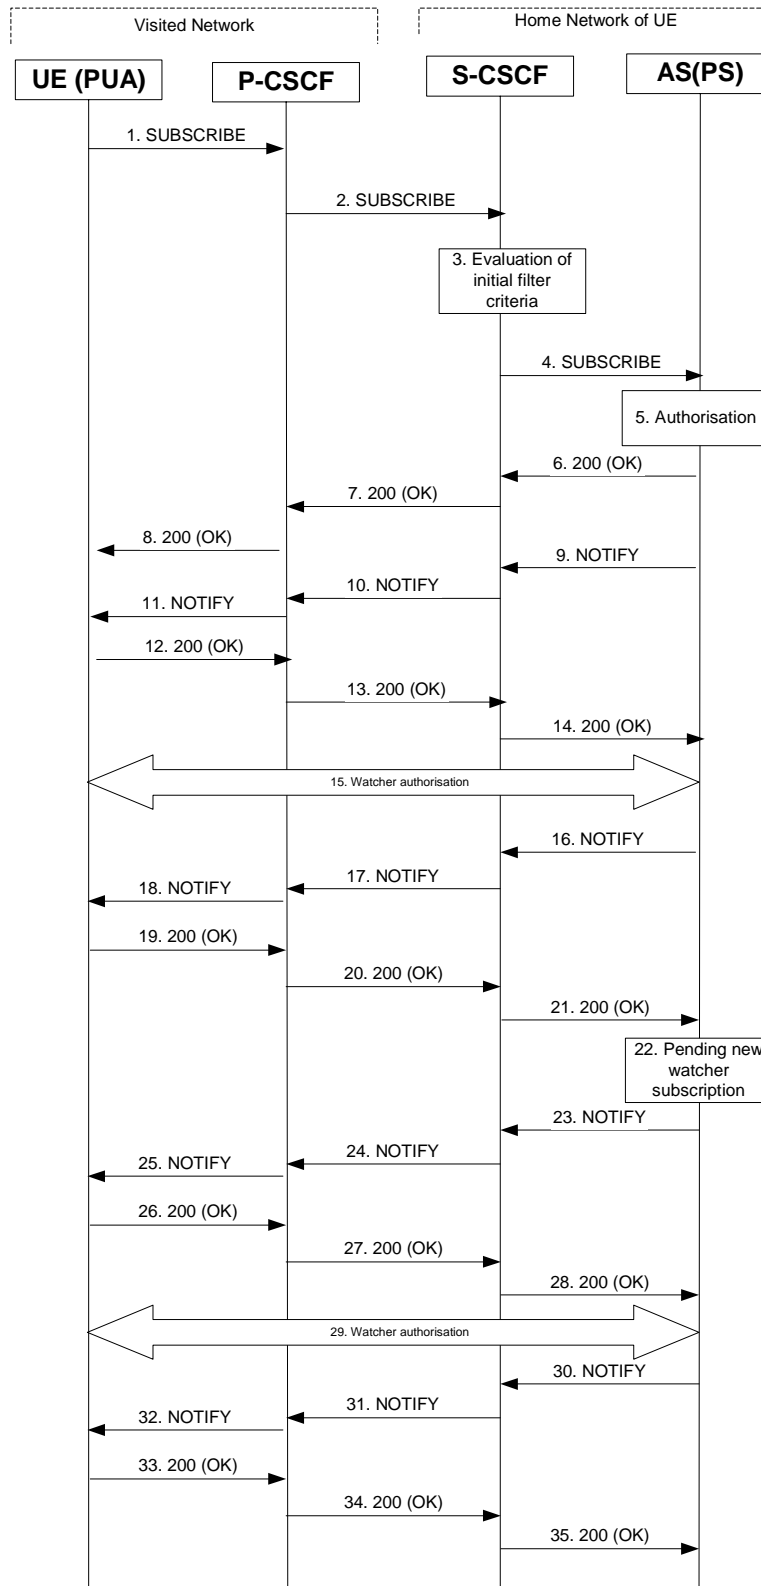 Visited Network
Home Network of UE
UE (PUA)
P-CSCF
S-CSCF
AS(PS)
1. SUBSCRIBE
2. SUBSCRIBE
3. Evaluation of
initial filter
criteria
4. SUBSCRIBE
5. Authorisation
6. 200 (OK)
7. 200 (OK)
8. 200 (OK)
9. NOTIFY
10. NOTIFY
11. NOTIFY
12. 200 (OK)
13. 200 (OK)
14. 200 (OK)
15. Watcher authorisation
16. NOTIFY
17. NOTIFY
18. NOTIFY
19. 200 (OK)
20. 200 (OK)
21. 200 (OK)
22. Pending new
watcher
subscription
23. NOTIFY
24. NOTIFY
25. NOTIFY
26. 200 (OK)
27. 200 (OK)
28. 200 (OK)
29. Watcher authorisation
30. NOTIFY
31. NOTIFY
32. NOTIFY
33. 200 (OK)
34. 200 (OK)
35. 200 (OK)